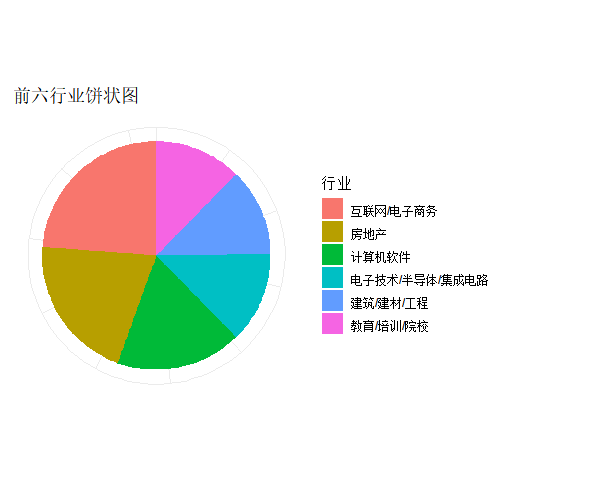 前六行业饼状图
行业
互联网/电子商务
房地产
计算机软件
电子技术/半导体/集成电路
建筑/建材/工程
教育/培训/院校